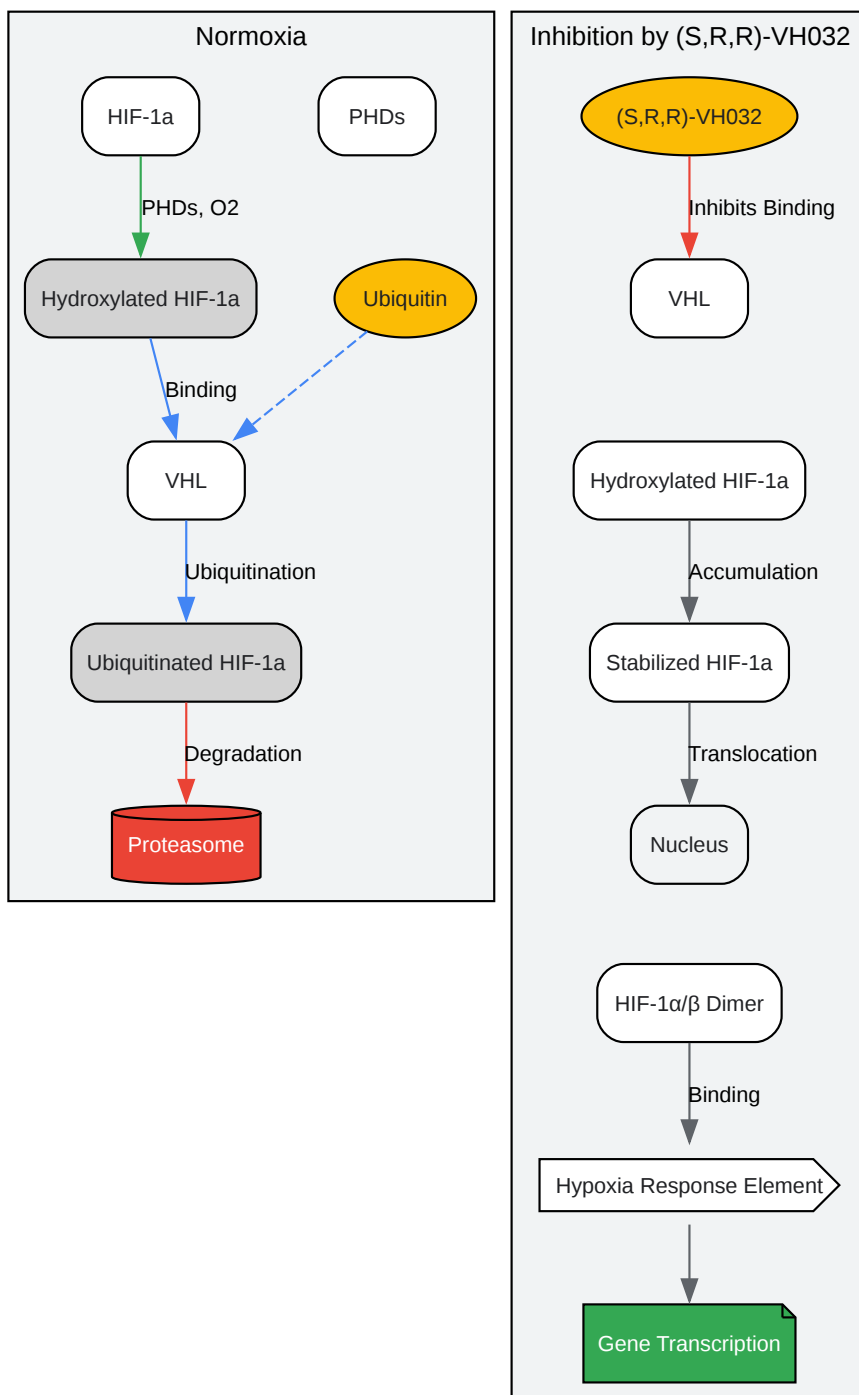 Normoxia
HIF-1a
PHDs
PHDs, O2
Hydroxylated HIF-1a
Ubiquitin
Binding
VHL
Ubiquitination
Ubiquitinated HIF-1a
Degradation
Proteasome
Inhibition by (S,R,R)-VH032
(S,R,R)-VH032
Inhibits Binding
VHL
Hydroxylated HIF-1a
Accumulation
Stabilized HIF-1a
Translocation
Nucleus
HIF-1α/β Dimer
Binding
Hypoxia Response Element
Gene Transcription